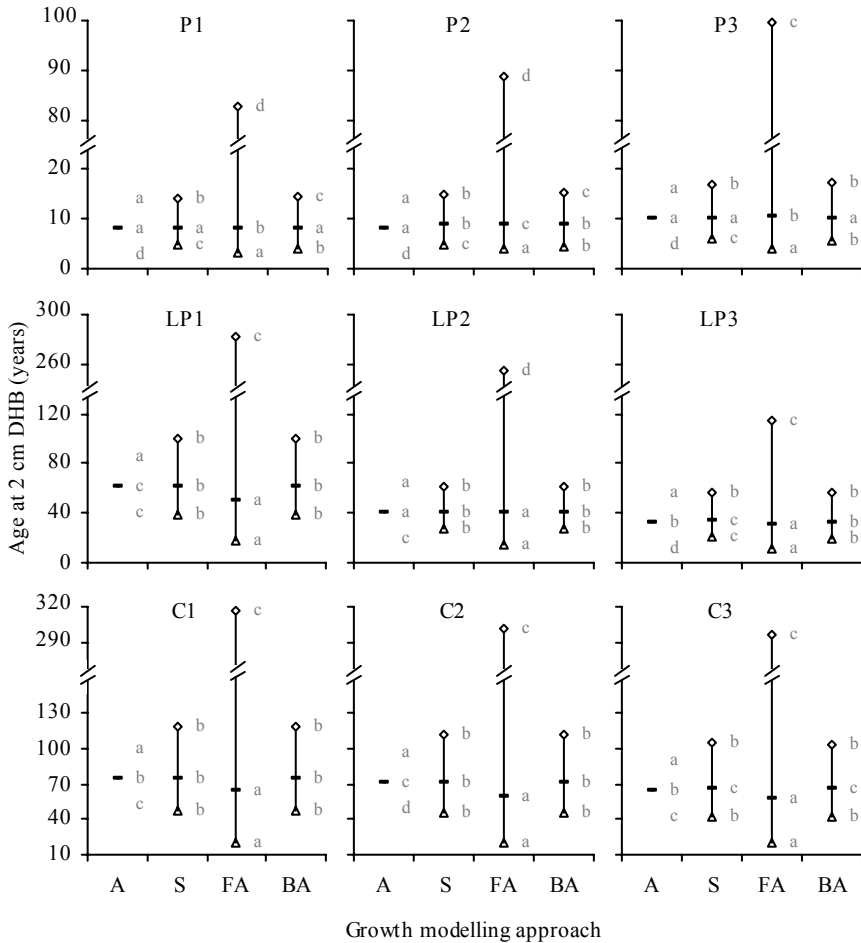 100
90
80
20
10
0
P1
d
a b c
a a b a
d c a b
P2
d
a b c
a b c b
d c a b
P3
c
a b b
a a b a
d c a b
Age at 2 cm DHB (years)
300
260
120
80
40
0
LP1
c
a b b
c b a b
c b a b
LP2
d
a b b
a b a b
c b a b
LP3
c
a b b
b c a b
d c a b
320
290
130
100
70
40
10
C1
c
a b b
b b a b
c b a b
C2
c
a b b
c b a b
d b a b
C3
c
a b b
b c a c
c b a b
A S FA BA
A S FA BA
A S FA BA
Growth modelling approach